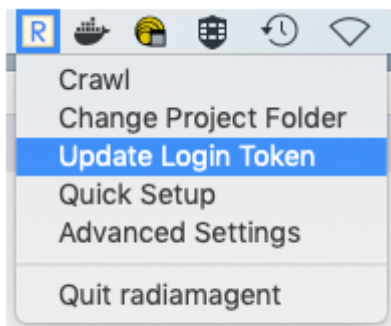 R
Crawl
Change Project Folder
Update Login Token
Quick Setup
Advanced Settings
Quit radiamagent